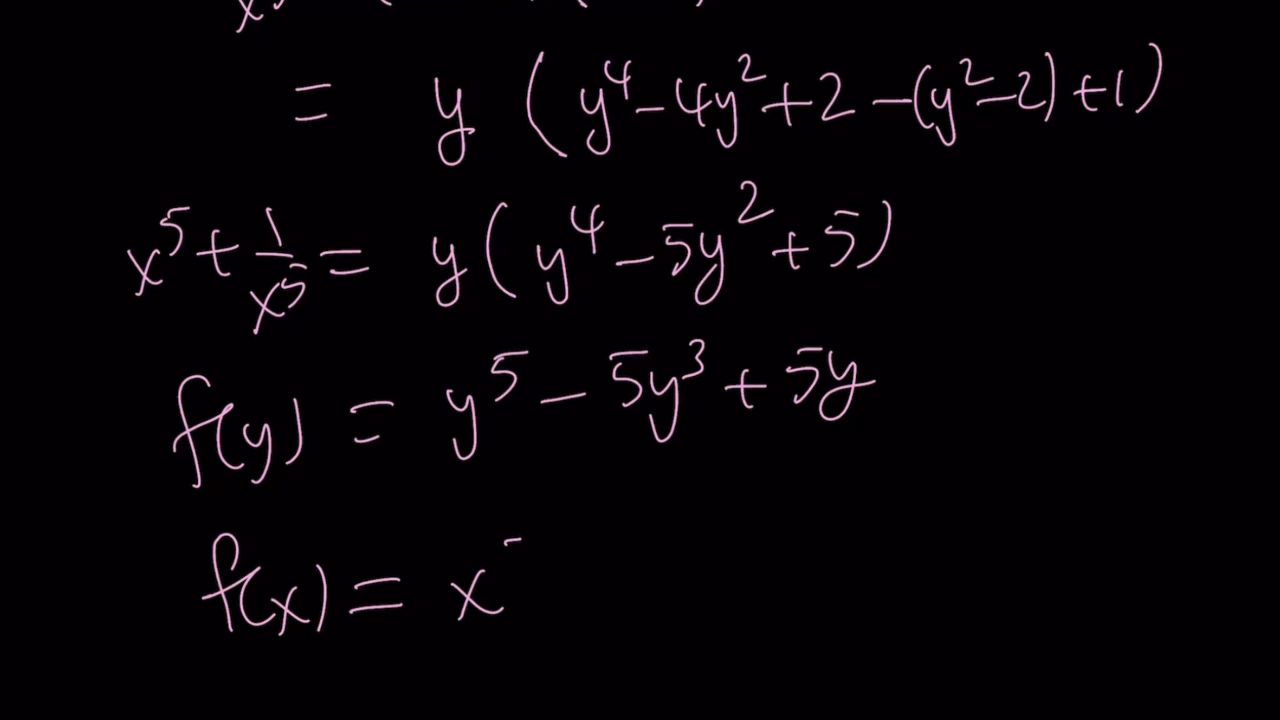 = y (y⁴ - 4y² + 2 - (y² - 2) + 1)
x⁵ + 1/x⁵ = y(y⁴ - 5y² + 5)
f(y) = y⁵ - 5y³ + 5y
f(x) = x